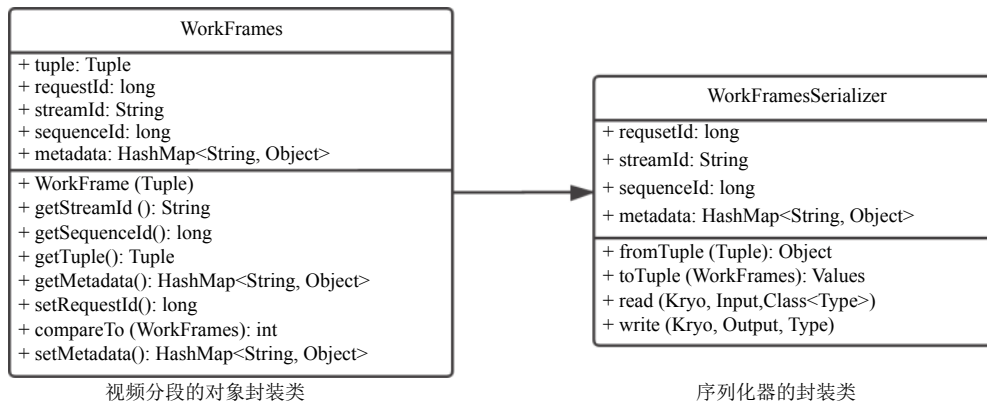 WorkFrames
+ tuple: Tuple
+ requestId: long
+ streamId: String
+ sequenceId: long
+ metadata: HashMap<String, Object>
+ WorkFrame (Tuple)
+ getStreamId (): String
+ getSequenceId(): long
+ getTuple(): Tuple
+ getMetadata(): HashMap<String, Object>
+ setRequestId(): long
+ compareTo (WorkFrames): int
+ setMetadata(): HashMap<String, Object>
视频分段的对象封装类
WorkFramesSerializer
+ requsetId: long
+ streamId: String
+ sequenceId: long
+ metadata: HashMap<String, Object>
+ fromTuple (Tuple): Object
+ toTuple (WorkFrames): Values
+ read (Kryo, Input,Class<Type>)
+ write (Kryo, Output, Type)
序列化器的封装类